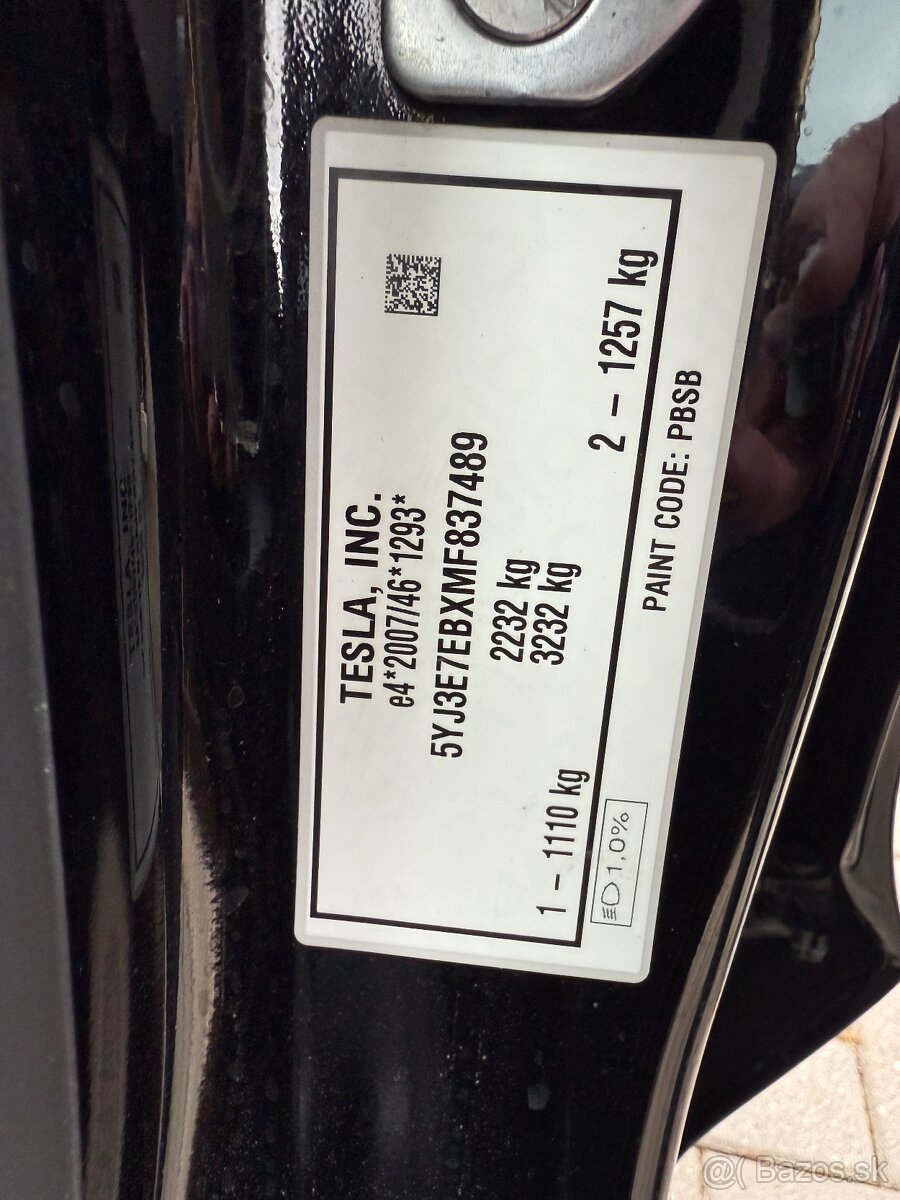 TESLA, INC.
e4*2007/46*1293*
5YJ3E7EBXMF837489
2232 kg
3232 kg
1 – 1110 kg
2 – 1257 kg
1,0%
PAINT CODE: PBSB
@( Bazos.sk